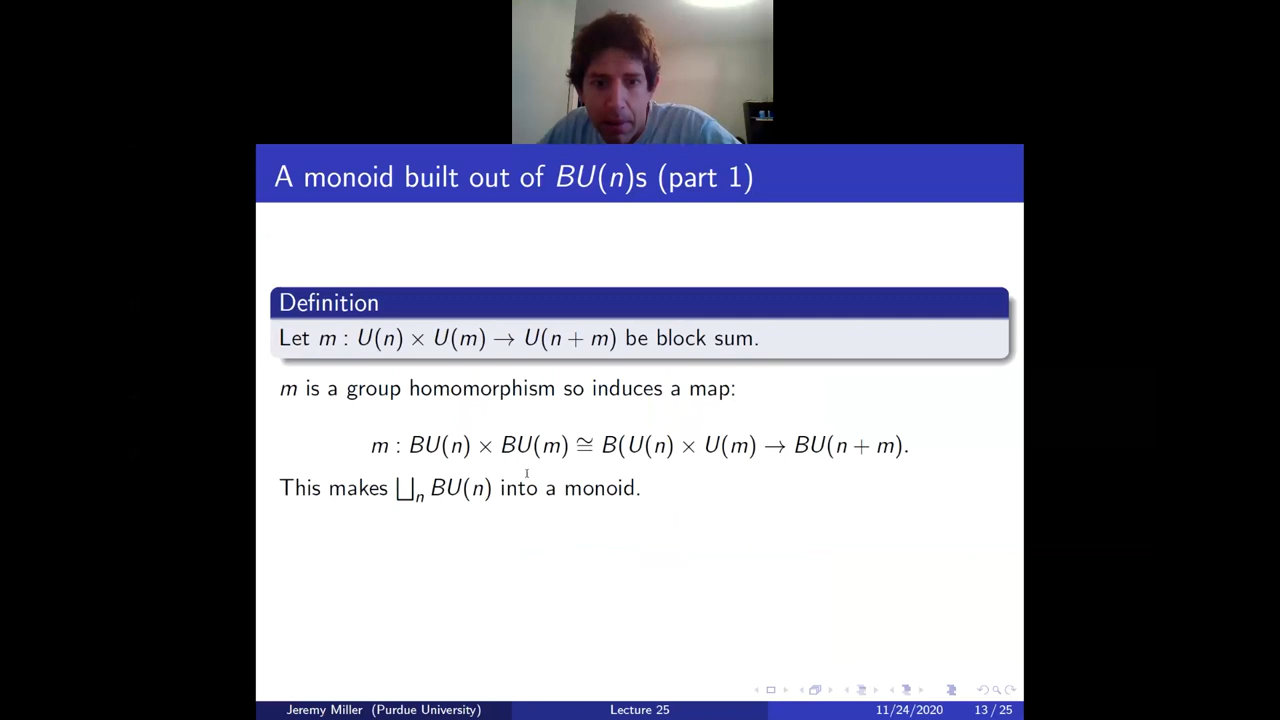 A monoid built out of BU(n)s (part 1)
Definition
Let m : U(n) × U(m) → U(n + m) be block sum.
m is a group homomorphism so induces a map:
m : BU(n) × BU(m) ≅ B(U(n) × U(m) → BU(n + m).
This makes ⨆ₙ BU(n) into a monoid.
Jeremy Miller (Purdue University) Lecture 25 11/24/2020 13 / 25